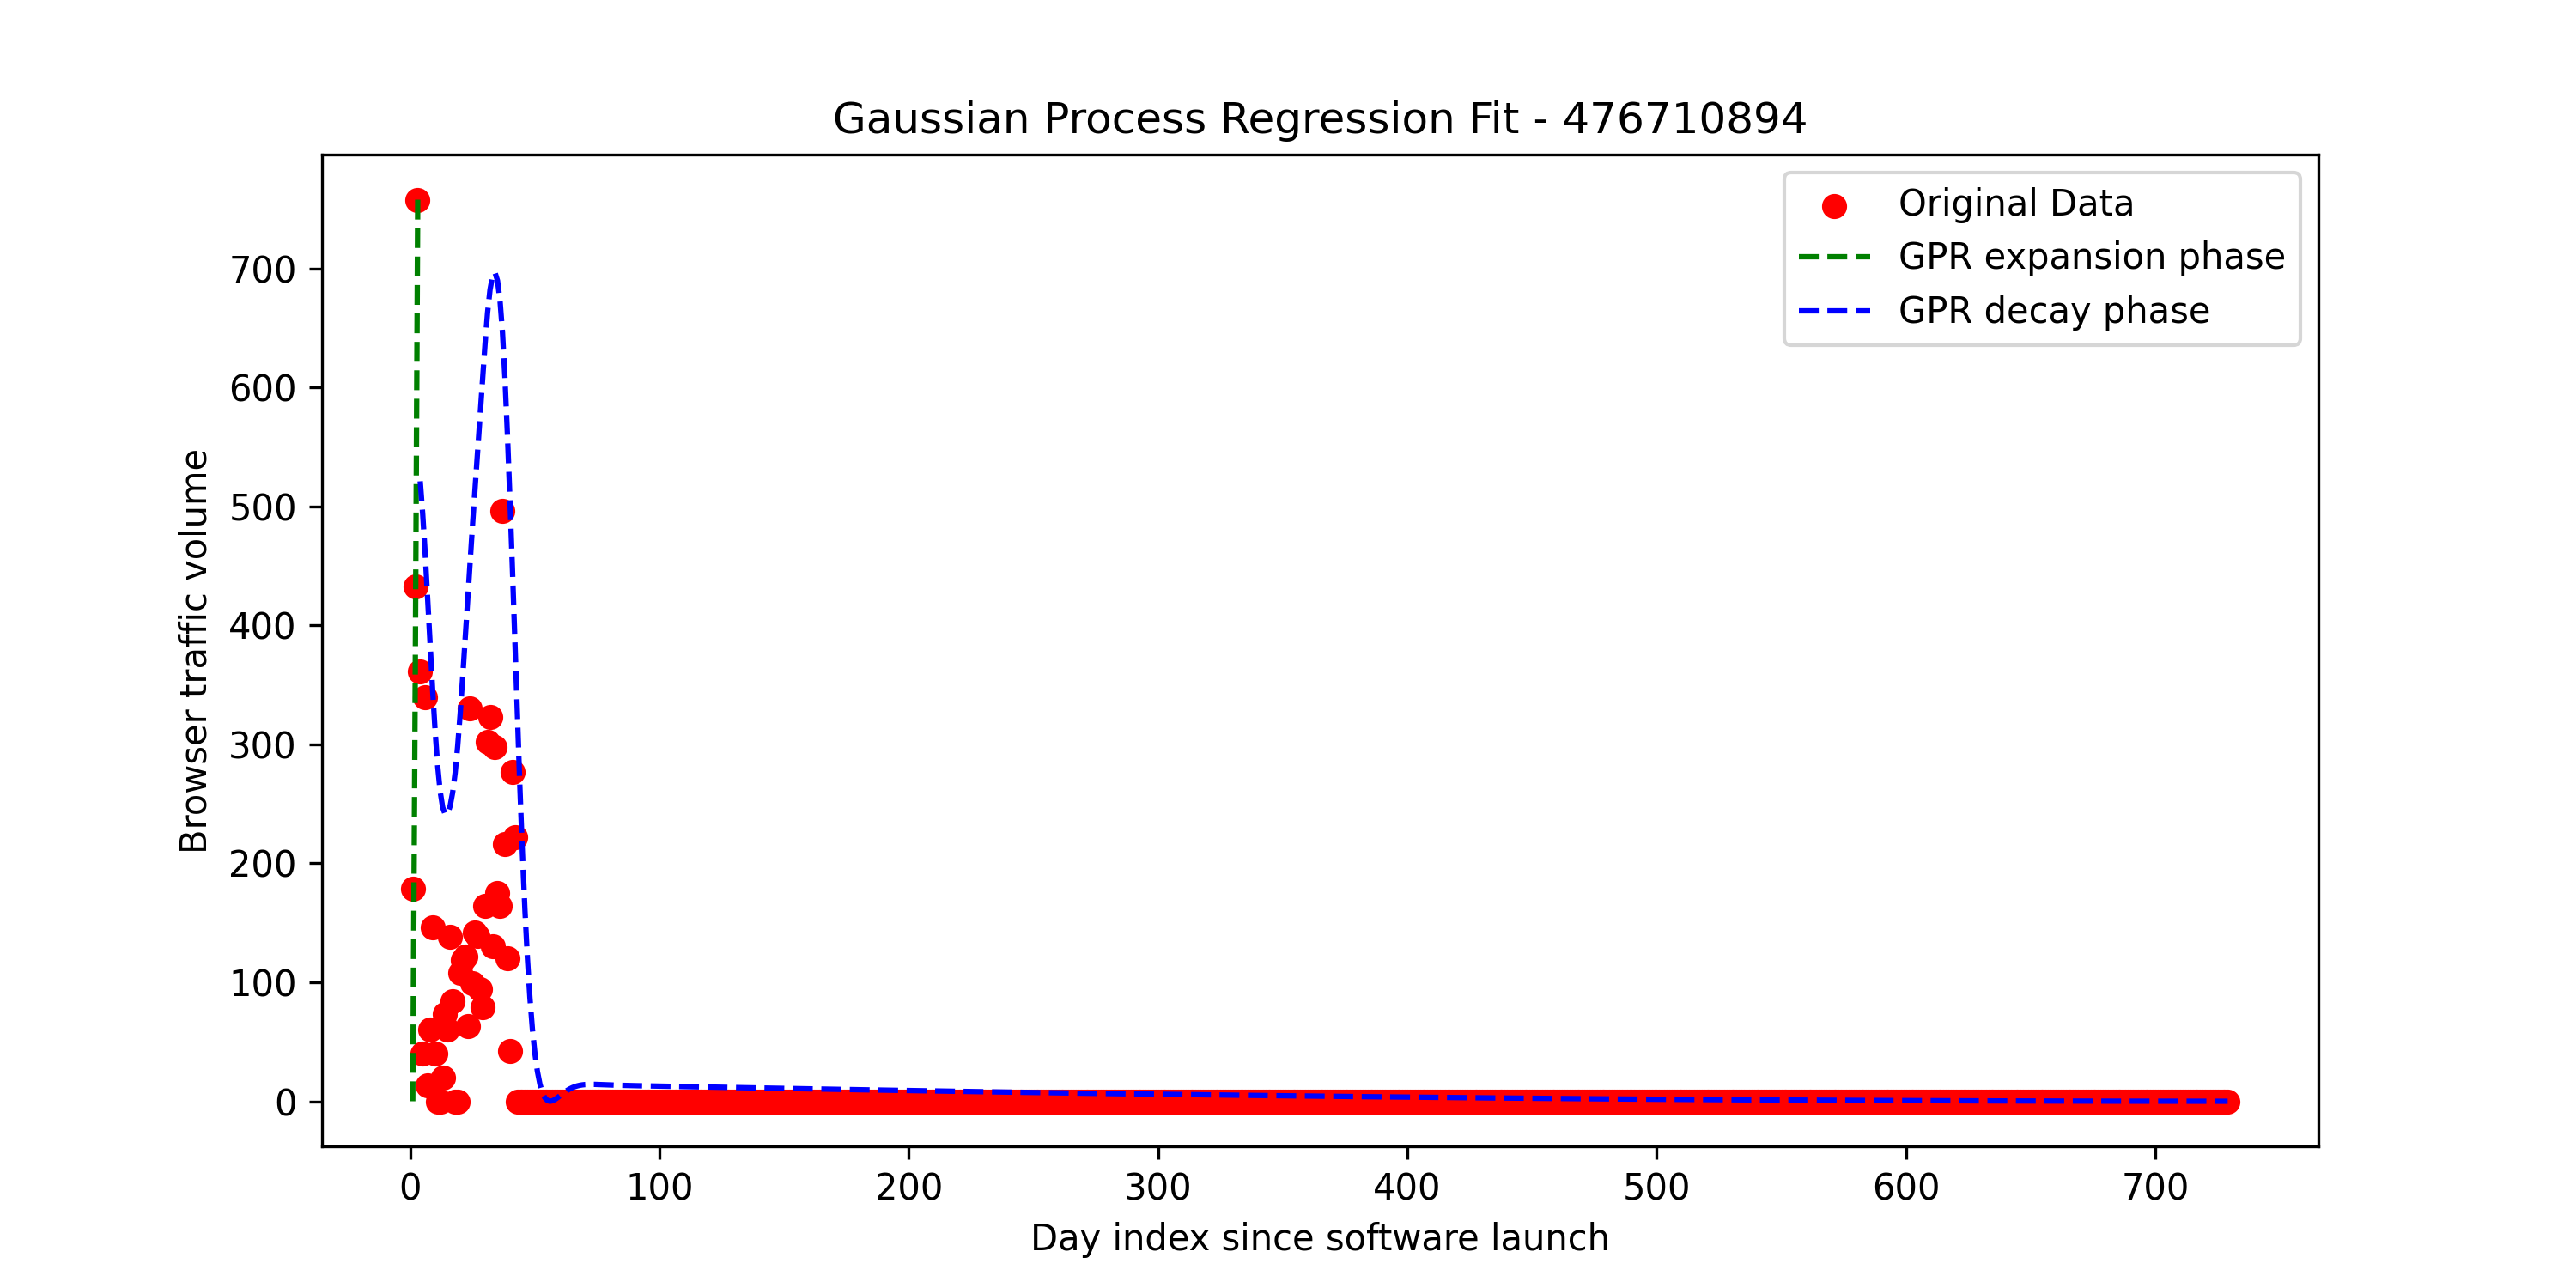 Gaussian Process Regression Fit - 476710894
Original Data
GPR expansion phase
GPR decay phase
Browser traffic volume
700
600
500
400
300
200
100
0
0 100 200 300 400 500 600 700
Day index since software launch